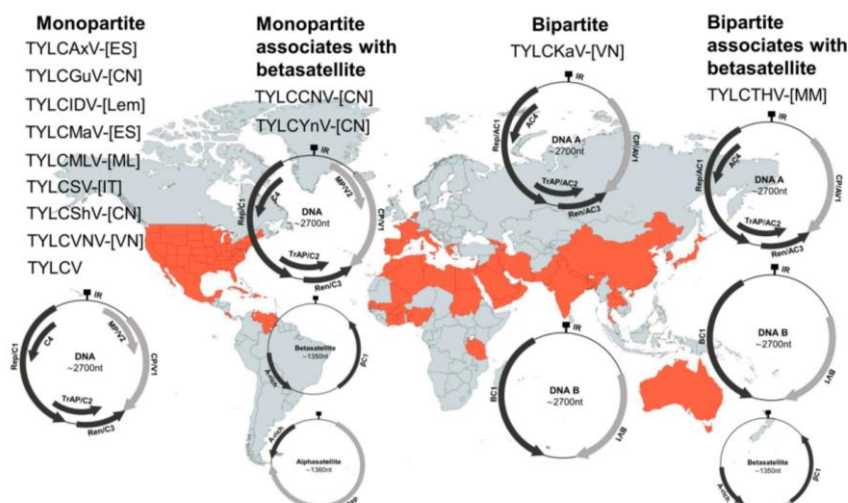 Monopartite
TYLCAxV-[ES]
TYLCGuV-[CN]
TYLCIDV-[Lem]
TYLCMaV-[ES]
TYLCMLV-[ML]
TYLCSV-[IT]
TYLCShV-[CN]
TYLCVNV-[VN]
TYLCV
IR
Rep/C1
C4
MP/V2
CP/V1
DNA
~2700nt
TrAP/C2
Ren/C3
Monopartite
associates with
betasatellite
TYLCCNV-[CN]
TYLCYnV-[CN]
IR
Rep/C1
C4
MP/V2
CP/V1
DNA
~2700nt
TrAP/C2
Ren/C3
Betasatellite
~1350nt
A-rich
βC1
A-rich
Alphasatellite
~1360nt
Rep
Bipartite
TYLCKaV-[VN]
IR
Rep/AC1
AC4
CP/AV1
DNA A
~2700nt
TrAP/AC2
Ren/AC3
IR
BC1
DNA B
~2700nt
BV1
Bipartite
associates with
betasatellite
TYLCTHV-[MM]
IR
Rep/AC1
AC4
CP/AV1
DNA A
~2700nt
TrAP/AC2
Ren/AC3
IR
BC1
DNA B
~2700nt
BV1
Betasatellite
~1350nt
A-rich
βC1